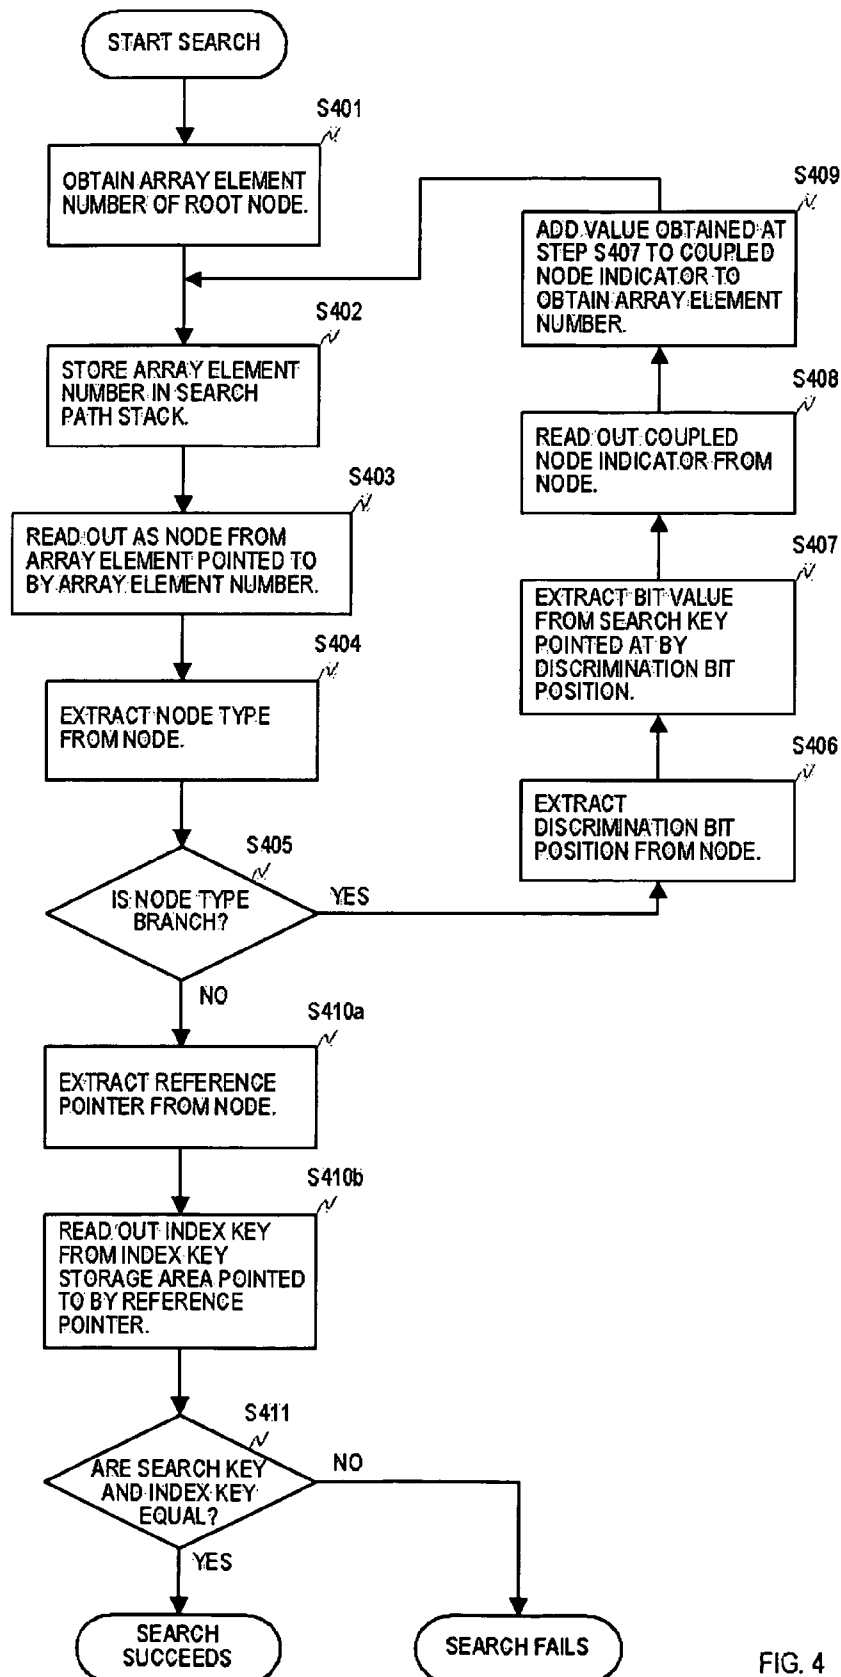 START SEARCH
S401
OBTAIN ARRAY ELEMENT
NUMBER OF ROOT NODE.
S402
STORE ARRAY ELEMENT
NUMBER IN SEARCH
PATH STACK.
S403
READ OUT AS NODE FROM
ARRAY ELEMENT POINTED TO
BY ARRAY ELEMENT NUMBER.
S404
EXTRACT NODE TYPE
FROM NODE.
S405
IS NODE TYPE
BRANCH?
YES
NO
S409
ADD VALUE OBTAINED AT
STEP S407 TO COUPLED
NODE INDICATOR TO
OBTAIN ARRAY ELEMENT
NUMBER.
S408
READ OUT COUPLED
NODE INDICATOR FROM
NODE.
S407
EXTRACT BIT VALUE
FROM SEARCH KEY
POINTED AT BY
DISCRIMINATION BIT
POSITION.
S406
EXTRACT
DISCRIMINATION BIT
POSITION FROM NODE.
S410a
EXTRACT REFERENCE
POINTER FROM NODE.
S410b
READ OUT INDEX KEY
FROM INDEX KEY
STORAGE AREA POINTED
TO BY REFERENCE
POINTER.
S411
ARE SEARCH KEY
AND INDEX KEY
EQUAL?
NO
YES
SEARCH
SUCCEEDS
SEARCH FAILS
FIG. 4